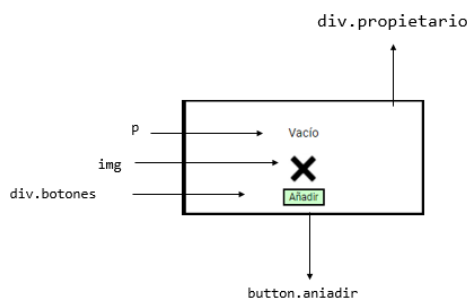 div.propietario
p
Vacío
img
div.botones
Añadir
button.aniadir